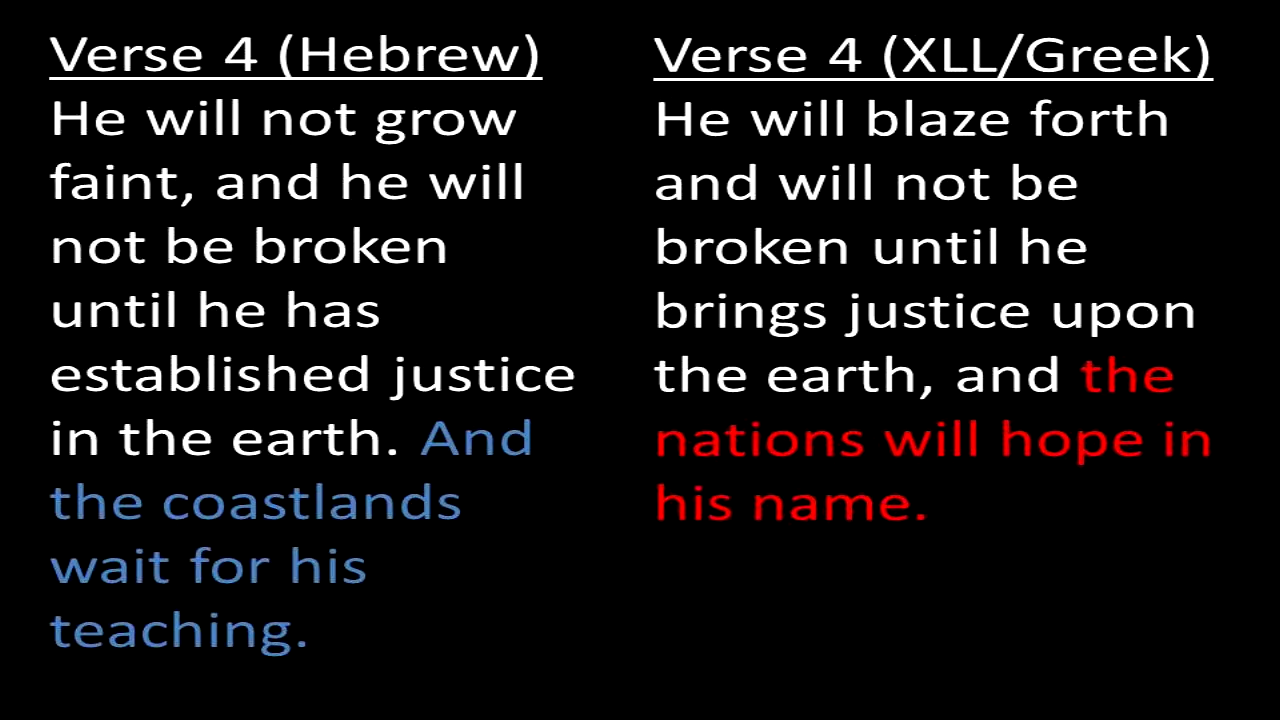 Verse 4 (Hebrew)
He will not grow
faint, and he will
not be broken
until he has
established justice
in the earth. And
the coastlands
wait for his
teaching.
Verse 4 (XLL/Greek)
He will blaze forth
and will not be
broken until he
brings justice upon
the earth, and the
nations will hope in
his name.